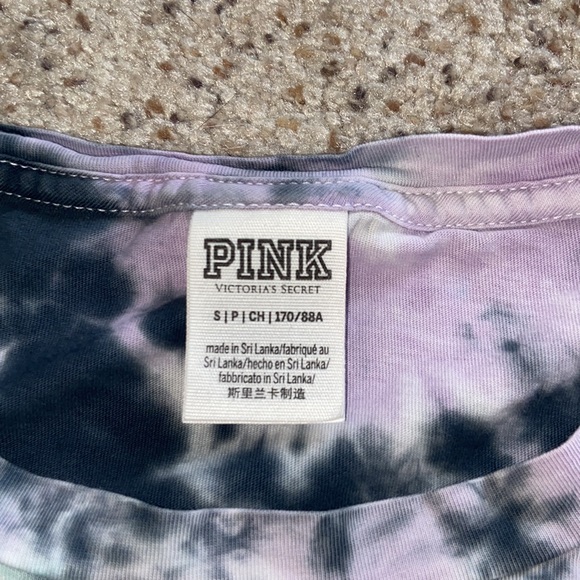 PINK
VICTORIA'S SECRET
S | P | CH | 170/88A
made in Sri Lanka/fabriqué au
Sri Lanka/hecho en Sri Lanka/
fabbricato in Sri Lanka/
斯里兰卡制造